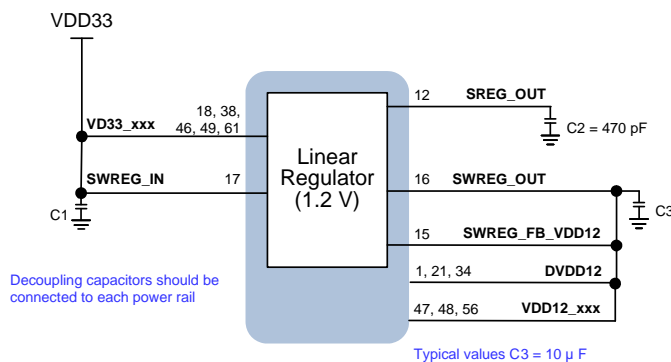 VDD33
18, 38,
46, 49, 61
VD33_xxx
SWREG_IN
17
C1
Linear
Regulator
(1.2 V)
12
SREG_OUT
C2 = 470 pF
16
SWREG_OUT
C3
15
SWREG_FB_VDD12
1, 21, 34
DVDD12
47, 48, 56
VDD12_xxx
Decoupling capacitors should be
connected to each power rail
Typical values C3 = 10 µ F